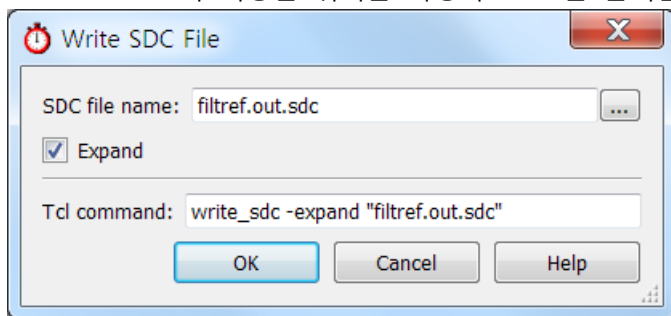 Write SDC File
SDC file name: filtref.out.sdc ...
Expand
Tcl command: write_sdc -expand "filtref.out.sdc"
OK Cancel Help